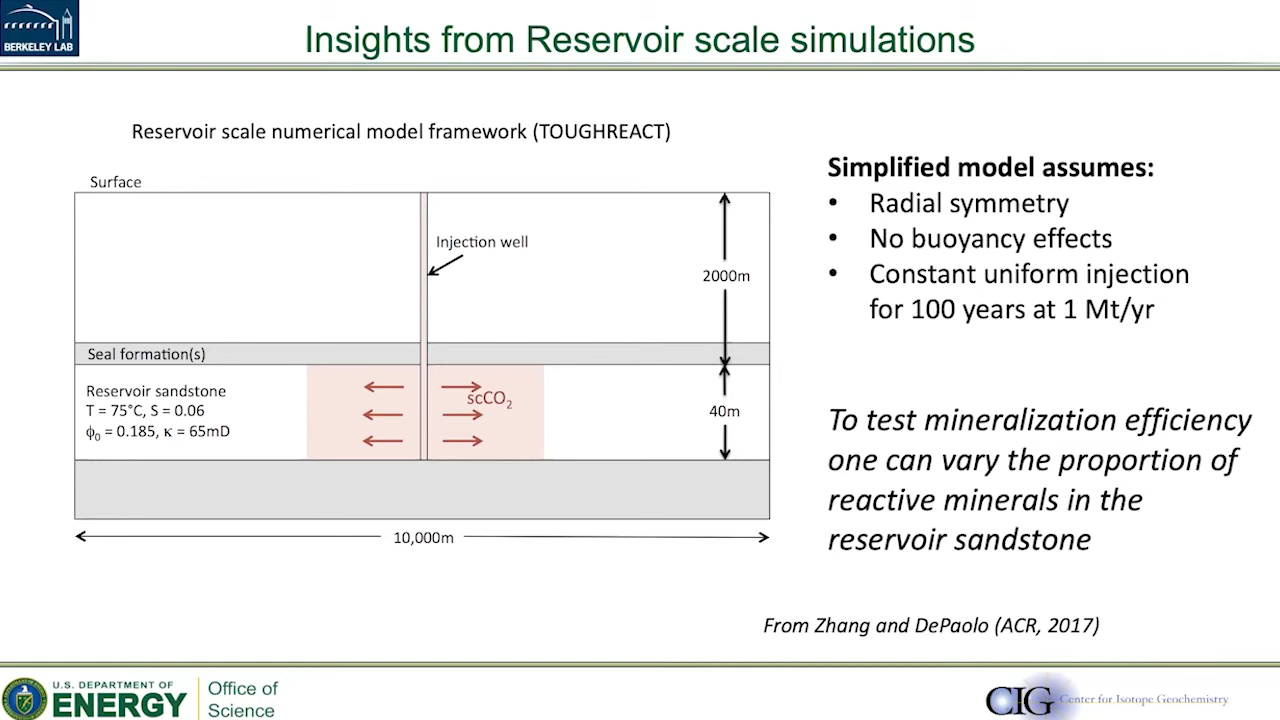 BERKELEY LAB
Insights from Reservoir scale simulations
Reservoir scale numerical model framework (TOUGHREACT)
Surface
Injection well
2000m
Seal formation(s)
Reservoir sandstone
T = 75°C, S = 0.06
ϕ₀ = 0.185, κ = 65mD
scCO₂
40m
10,000m
Simplified model assumes:
• Radial symmetry
• No buoyancy effects
• Constant uniform injection
for 100 years at 1 Mt/yr
To test mineralization efficiency
one can vary the proportion of
reactive minerals in the
reservoir sandstone
From Zhang and DePaolo (ACR, 2017)
U.S. DEPARTMENT OF
ENERGY
Office of
Science
CIG Center for Isotope Geochemistry